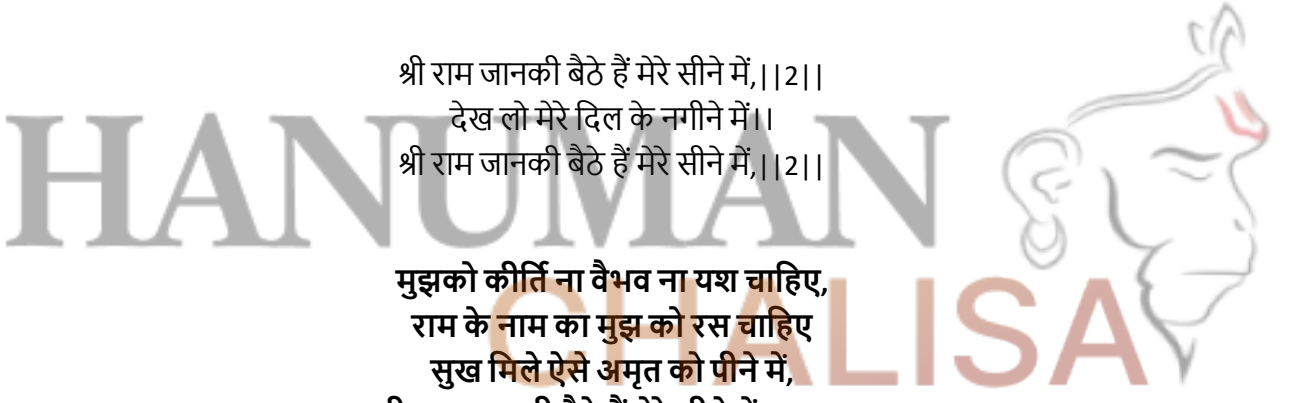 श्री राम जानकी बैठे हैं मेरे सीने में,||2||
देख लो मेरे दिल के नगीने में।।
श्री राम जानकी बैठे हैं मेरे सीने में,||2||
HANUMAN
मुझको कीर्ति ना वैभव ना यश चाहिए,
राम के नाम का मुझ को रस चाहिए
सुख मिले ऐसे अमृत को पीने में,
CHALISA